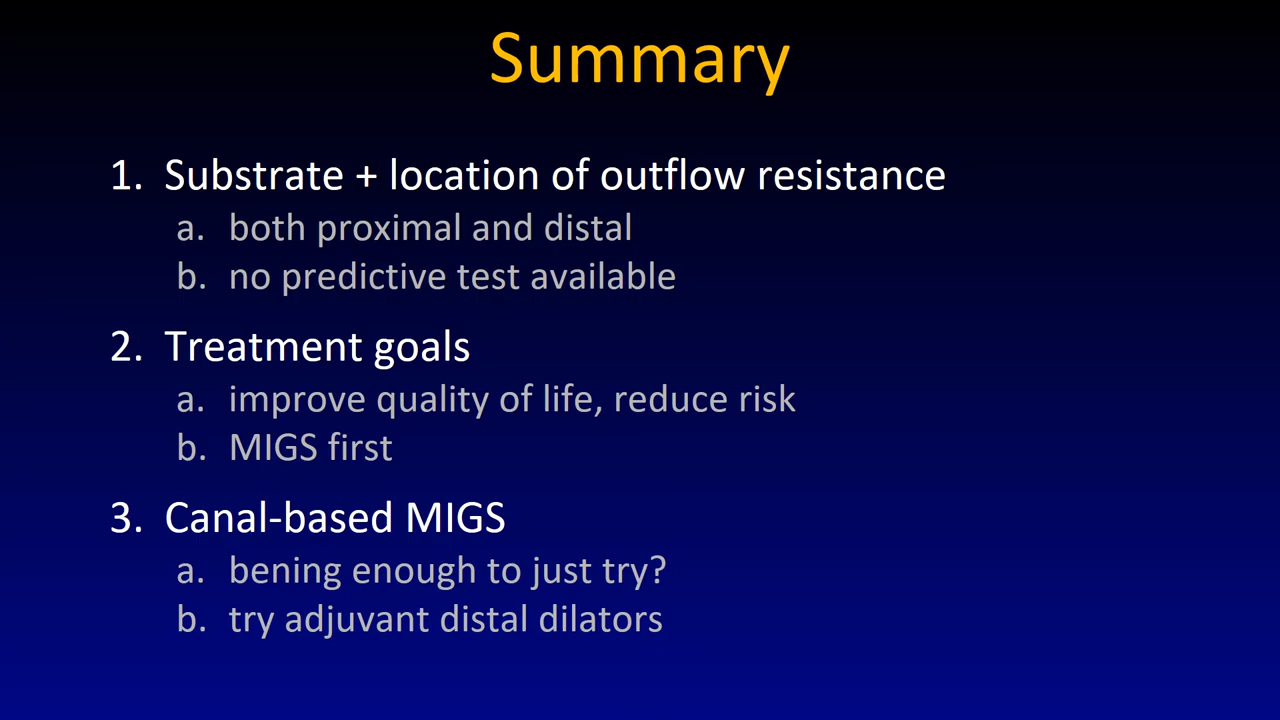 Summary
1. Substrate + location of outflow resistance
a. both proximal and distal
b. no predictive test available
2. Treatment goals
a. improve quality of life, reduce risk
b. MIGS first
3. Canal-based MIGS
a. bening enough to just try?
b. try adjuvant distal dilators